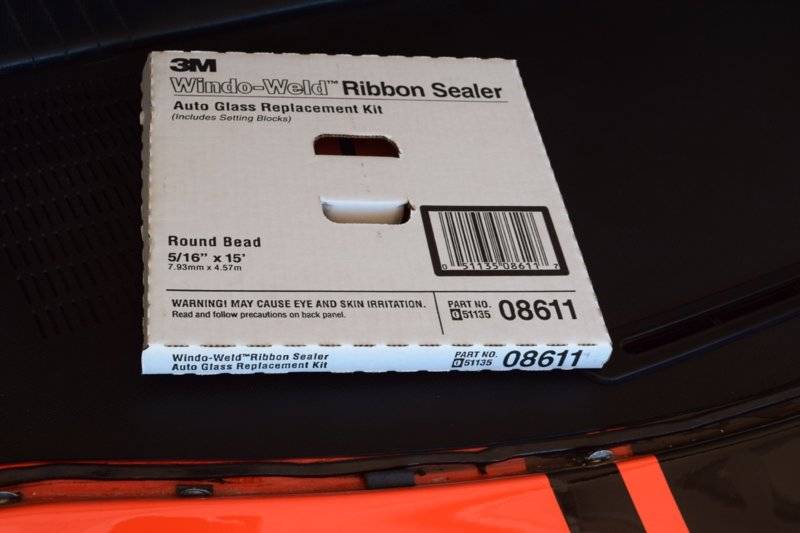 3M
Windo-Weld™ Ribbon Sealer
Auto Glass Replacement Kit
(Includes Setting Blocks)
0 51135 08611 7
Round Bead
5/16" x 15'
7.93mm x 4.57m
WARNING! MAY CAUSE EYE AND SKIN IRRITATION.
Read and follow precautions on back panel.
PART NO.
0 51135 08611
Windo-Weld™ Ribbon Sealer
Auto Glass Replacement Kit
PART NO.
0 51135 08611